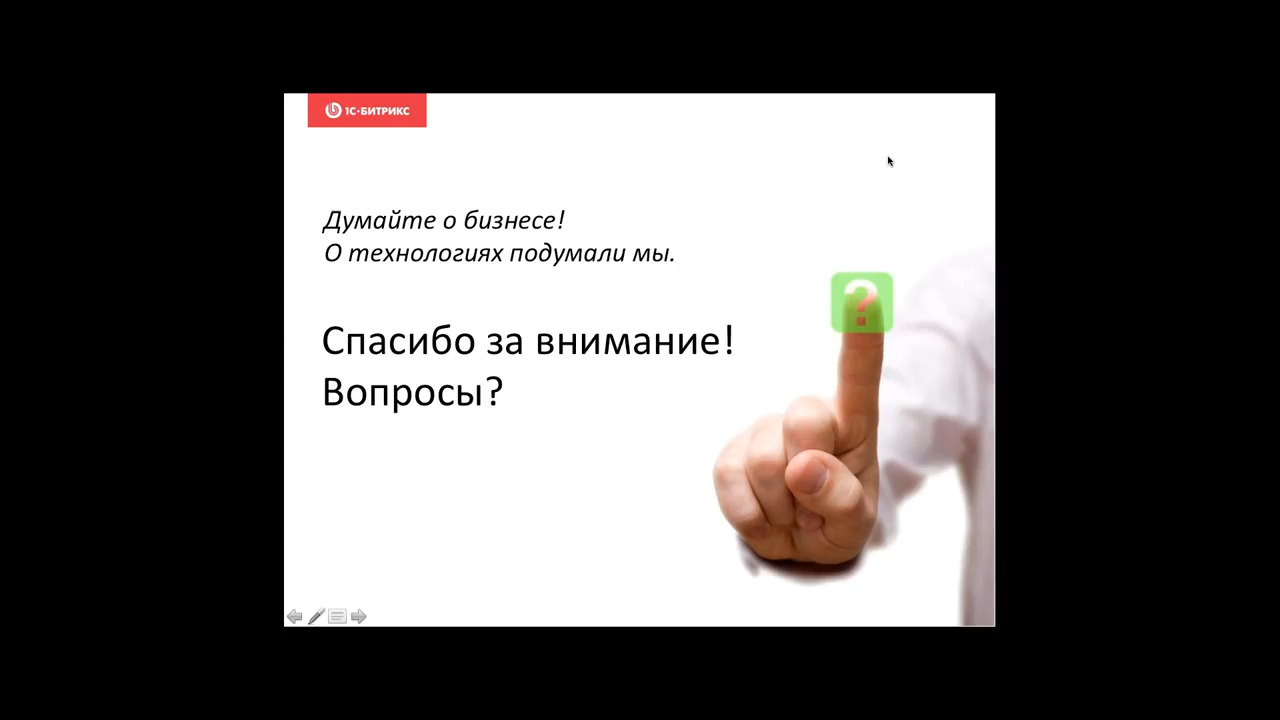 1С-БИТРИКС
Думайте о бизнесе!
О технологиях подумали мы.
?
Спасибо за внимание!
Вопросы?